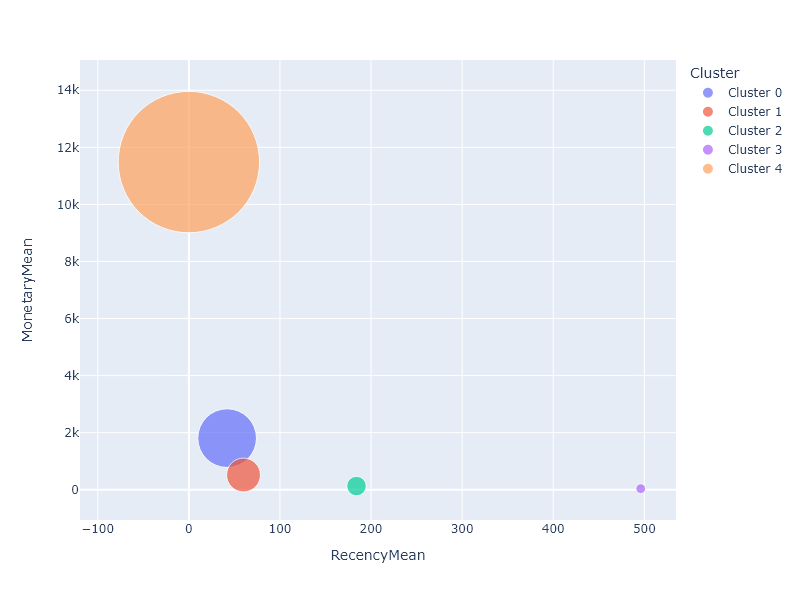 14k
12k
10k
8k
6k
4k
2k
0
−100
0
100
200
300
400
500
RecencyMean
MonetaryMean
Cluster
Cluster 0
Cluster 1
Cluster 2
Cluster 3
Cluster 4